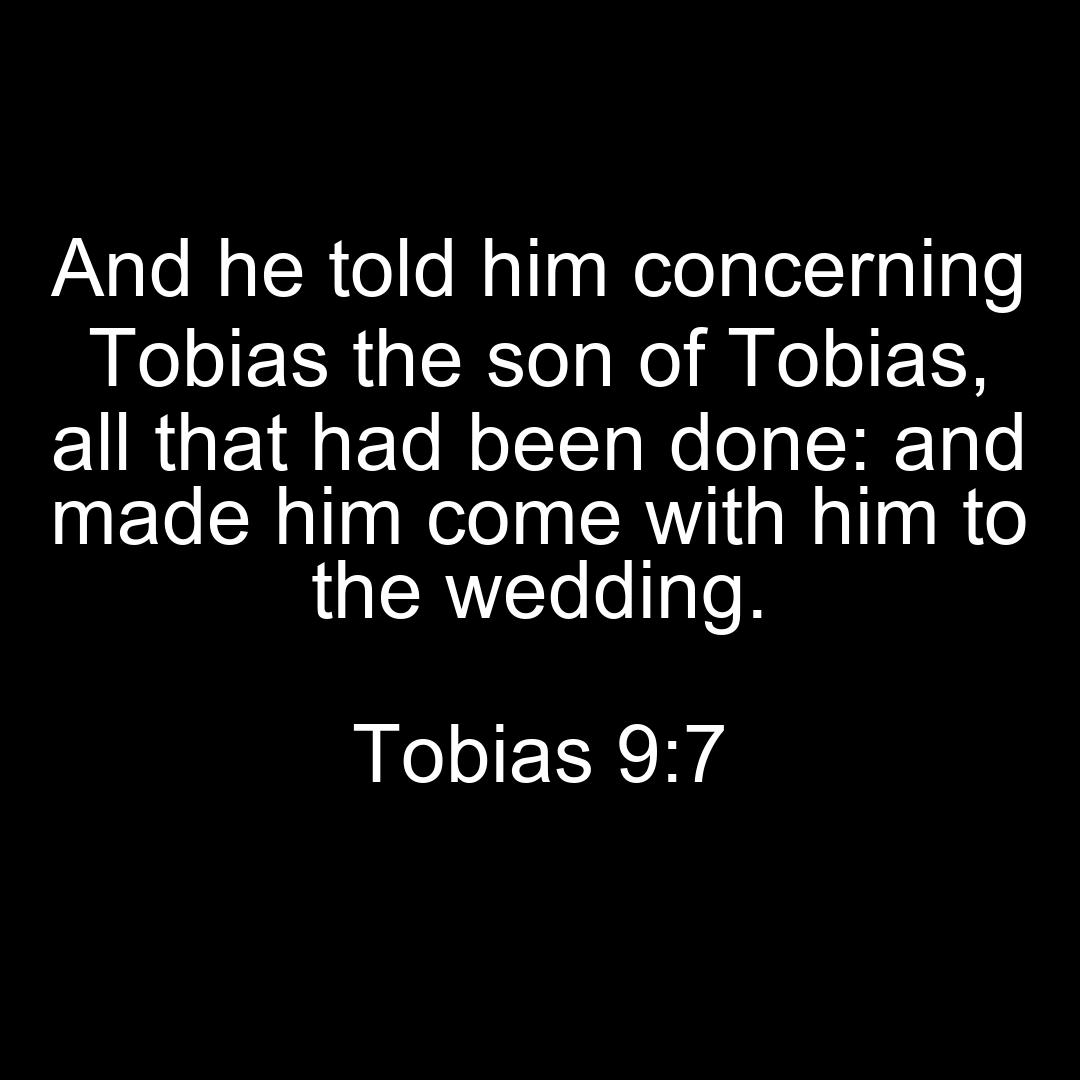 And he told him concerning
Tobias the son of Tobias,
all that had been done: and
made him come with him to
the wedding.
Tobias 9:7